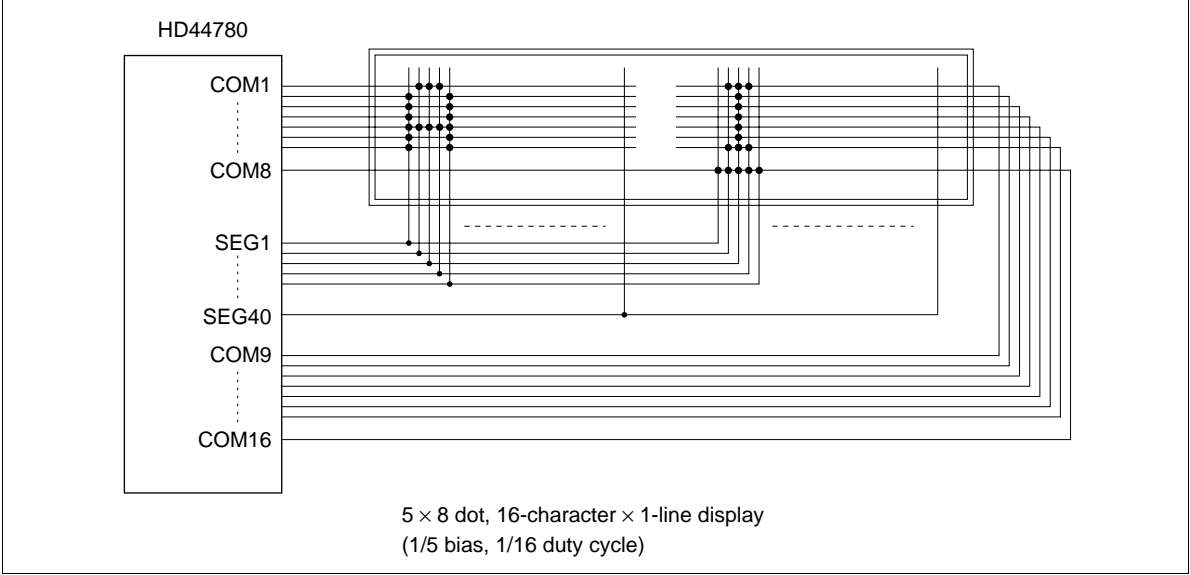 HD44780
COM1
COM8
SEG1
SEG40
COM9
COM16
5 × 8 dot, 16-character × 1-line display
(1/5 bias, 1/16 duty cycle)